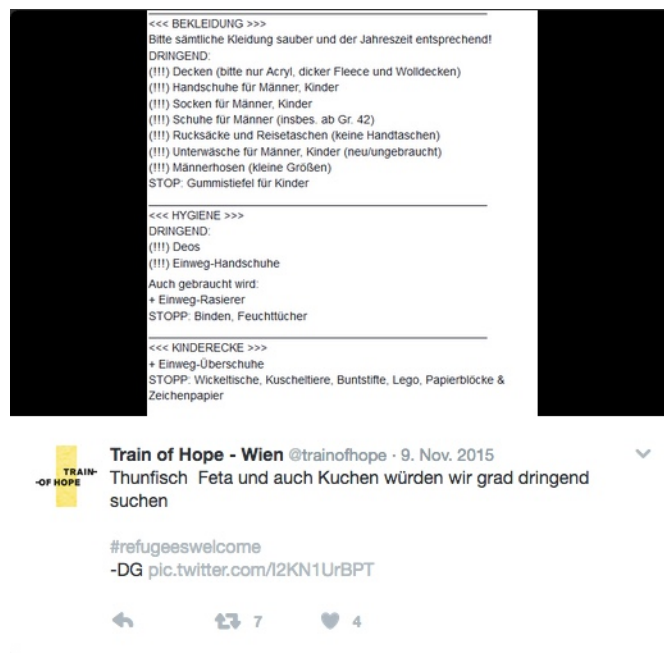 <<< BEKLEIDUNG >>>
Bitte sämtliche Kleidung sauber und der Jahreszeit entsprechend!
DRINGEND:
(!!!) Decken (bitte nur Acryl, dicker Fleece und Wolldecken)
(!!!) Handschuhe für Männer, Kinder
(!!!) Socken für Männer, Kinder
(!!!) Schuhe für Männer (insbes. ab Gr. 42)
(!!!) Rucksäcke und Reisetaschen (keine Handtaschen)
(!!!) Unterwäsche für Männer, Kinder (neu/ungebraucht)
(!!!) Männerhosen (kleine Größen)
STOP: Gummistiefel für Kinder
<<< HYGIENE >>>
DRINGEND:
(!!!) Deos
(!!!) Einweg-Handschuhe
Auch gebraucht wird:
+ Einweg-Rasierer
STOPP: Binden, Feuchttücher
<<< KINDERECKE >>>
+ Einweg-Überschuhe
STOPP: Wickeltische, Kuscheltiere, Buntstifte, Lego, Papierblöcke &
Zeichenpapier
TRAIN-
-OF HOPE
Train of Hope - Wien @trainofhope · 9. Nov. 2015
Thunfisch Feta und auch Kuchen würden wir grad dringend
suchen
#refugeeswelcome
-DG pic.twitter.com/l2KN1UrBPT
7 4